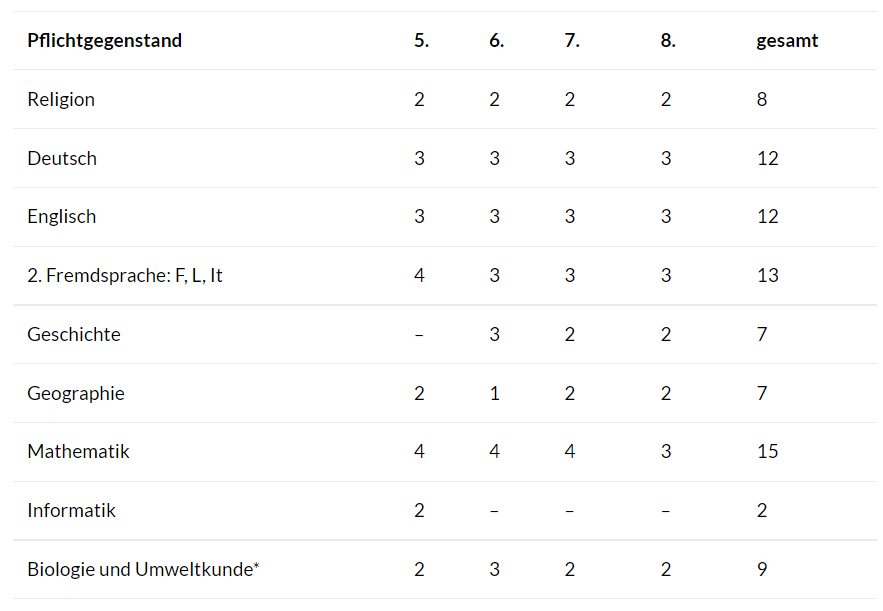 Pflichtgegenstand 5. 6. 7. 8. gesamt
Religion 2 2 2 2 8
Deutsch 3 3 3 3 12
Englisch 3 3 3 3 12
2. Fremdsprache: F, L, It 4 3 3 3 13
Geschichte – 3 2 2 7
Geographie 2 1 2 2 7
Mathematik 4 4 4 3 15
Informatik 2 – – – 2
Biologie und Umweltkunde* 2 3 2 2 9